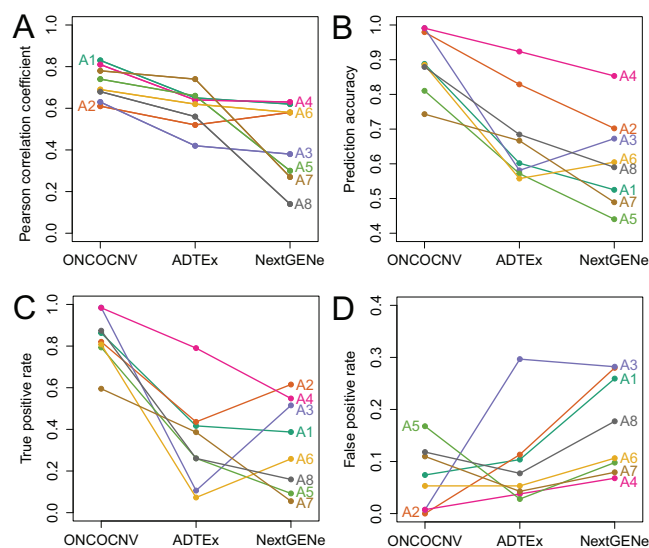 A
Pearson correlation coefficient
1.0
0.8
0.6
0.4
0.2
0.0
A1
A2
A4
A6
A3
A5
A7
A8
ONCOCNV ADTEx NextGENe
B
Prediction accuracy
1.0
0.9
0.8
0.7
0.6
0.5
0.4
A4
A2
A3
A8
A6
A1
A7
A5
ONCOCNV ADTEx NextGENe
C
True positive rate
1.0
0.8
0.6
0.4
0.2
0.0
A2
A4
A3
A1
A6
A8
A5
A7
ONCOCNV ADTEx NextGENe
D
False positive rate
0.4
0.3
0.2
0.1
0.0
A5
A2
A3
A1
A8
A6
A7
A4
ONCOCNV ADTEx NextGENe